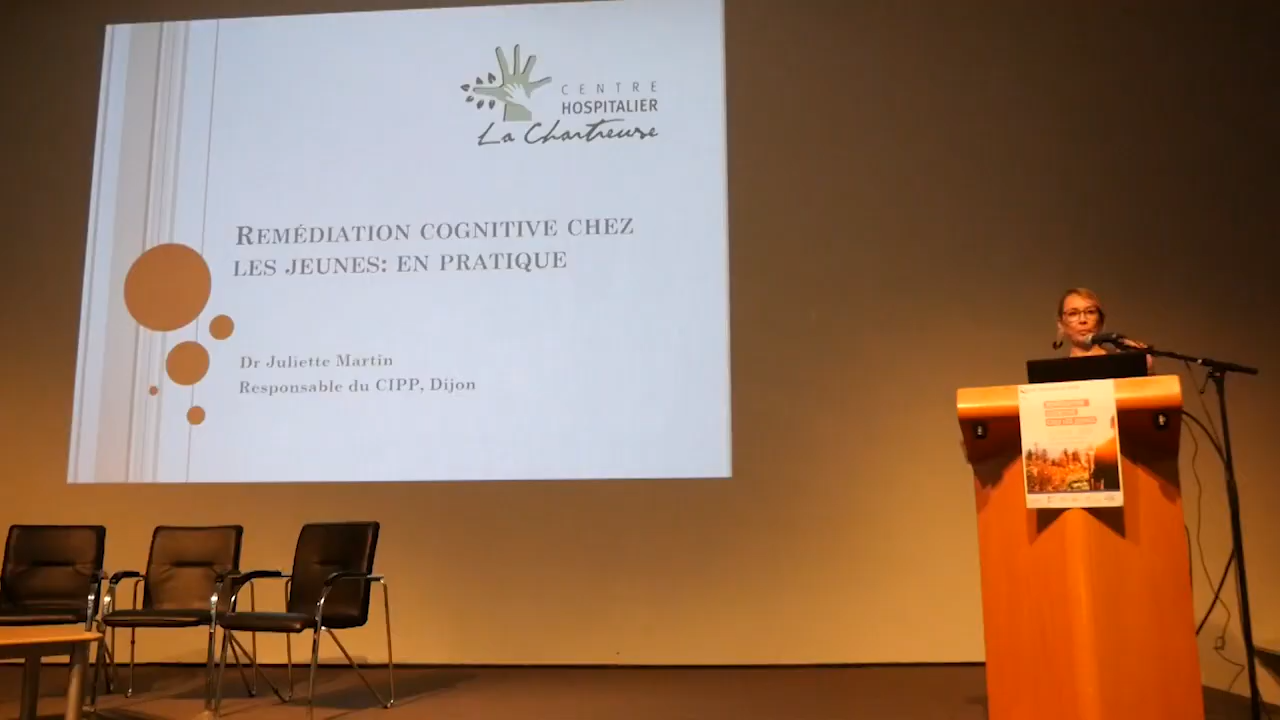 CENTRE
HOSPITALIER
La Chartreuse
REMÉDIATION COGNITIVE CHEZ
LES JEUNES: EN PRATIQUE
Dr Juliette Martin
Responsable du CIPP, Dijon